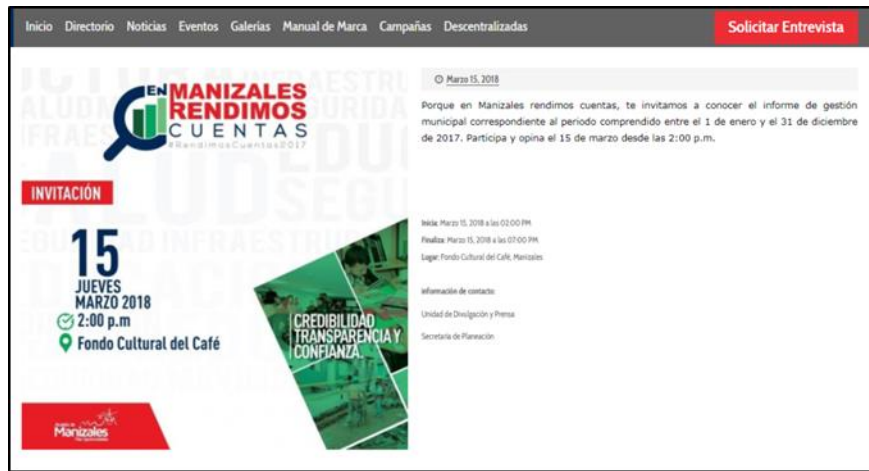 Inicio Directorio Noticias Eventos Galerías Manual de Marca Campañas Descentralizadas Solicitar Entrevista
EN MANIZALES
RENDIMOS
CUENTAS
#RendimosCuentas2017
INVITACIÓN
15
JUEVES
MARZO 2018
2:00 p.m
Fondo Cultural del Café
CREDIBILIDAD
TRANSPARENCIA Y
CONFIANZA.
Manizales
Marzo 15, 2018
Porque en Manizales rendimos cuentas, te invitamos a conocer el informe de gestión
municipal correspondiente al periodo comprendido entre el 1 de enero y el 31 de diciembre
de 2017. Participa y opina el 15 de marzo desde las 2:00 p.m.
Inicia: Marzo 15, 2018 a las 02:00 PM
Finaliza: Marzo 15, 2018 a las 07:00 PM
Lugar: Fondo Cultural del Café, Manizales
Información de contacto:
Unidad de Divulgación y Prensa
Secretaría de Planeación